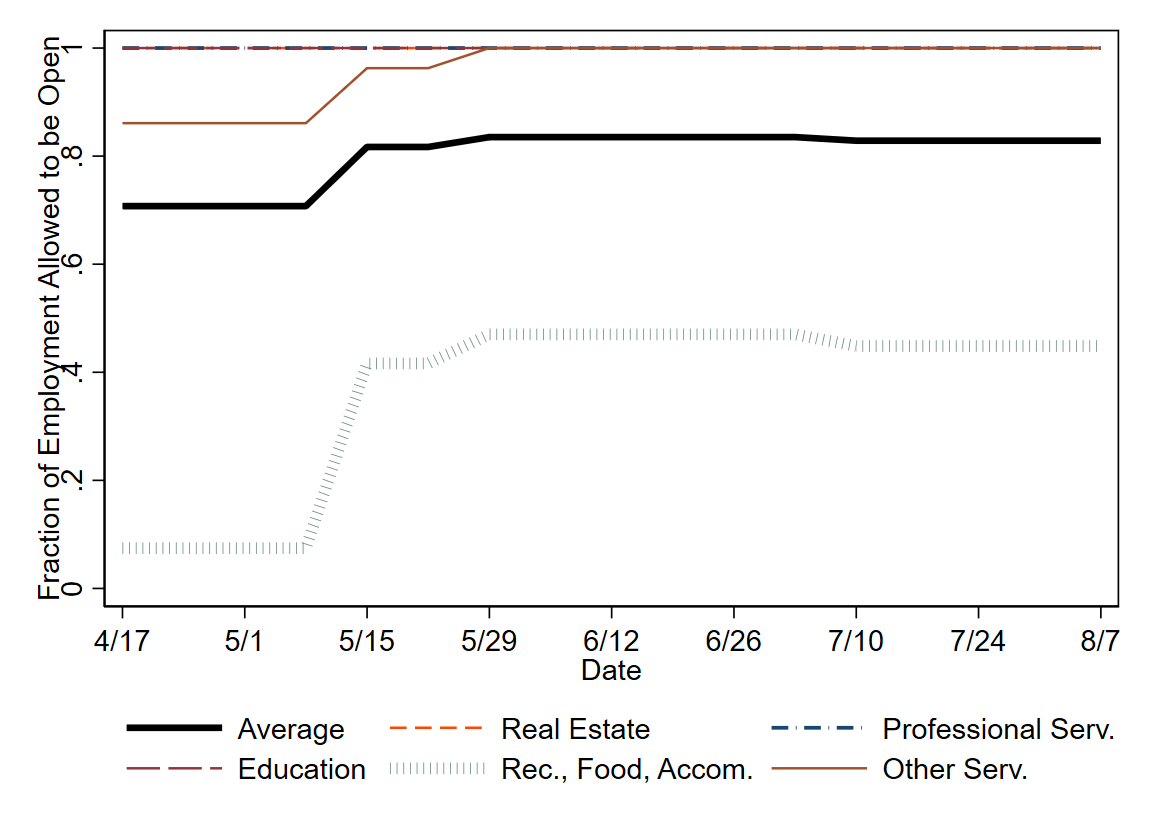 Fraction of Employment Allowed to be Open
1
.8
.6
.4
.2
0
4/17 5/1 5/15 5/29 6/12 6/26 7/10 7/24 8/7
Date
Average Real Estate Professional Serv.
Education Rec., Food, Accom. Other Serv.